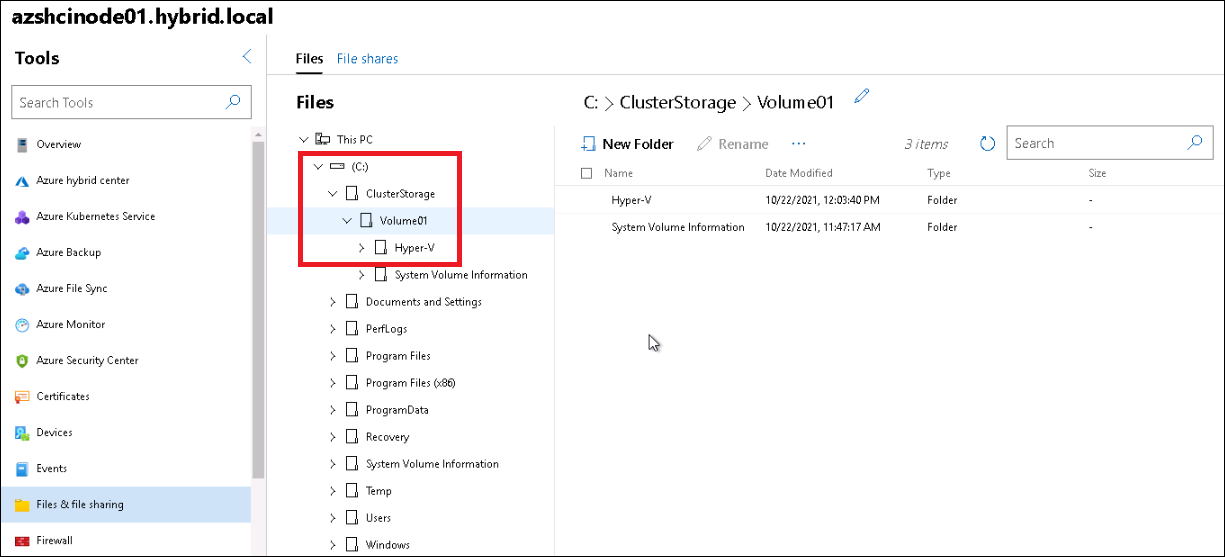 azshcinode01.hybrid.local
Tools
Search Tools
Overview
Azure hybrid center
Azure Kubernetes Service
Azure Backup
Azure File Sync
Azure Monitor
Azure Security Center
Certificates
Devices
Events
Files & file sharing
Firewall
Files File shares
Files
This PC
(C:)
ClusterStorage
Volume01
Hyper-V
System Volume Information
Documents and Settings
PerfLogs
Program Files
Program Files (x86)
ProgramData
Recovery
System Volume Information
Temp
Users
Windows
C: > ClusterStorage > Volume01
New Folder Rename ... 3 items Search
Name Date Modified Type Size
Hyper-V 10/22/2021, 12:03:40 PM Folder -
System Volume Information 10/22/2021, 11:47:17 AM Folder -